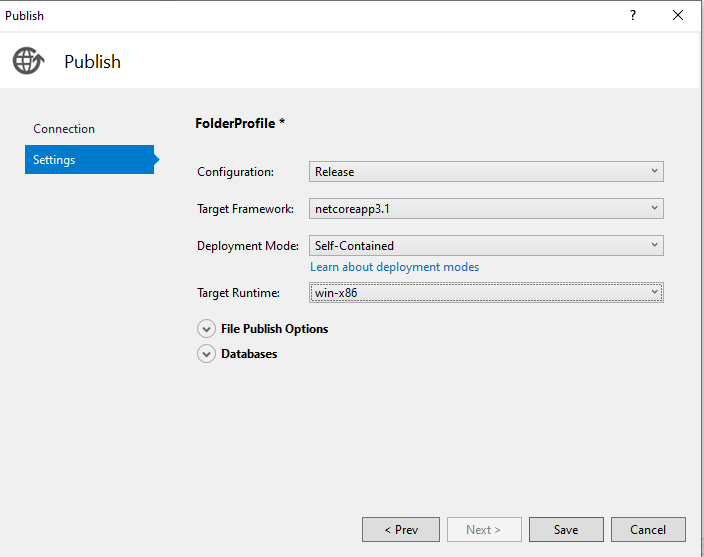 Publish
?
Publish
Connection
Settings
FolderProfile *
Configuration: Release
Target Framework: netcoreapp3.1
Deployment Mode: Self-Contained
Learn about deployment modes
Target Runtime: win-x86
File Publish Options
Databases
< Prev Next > Save Cancel